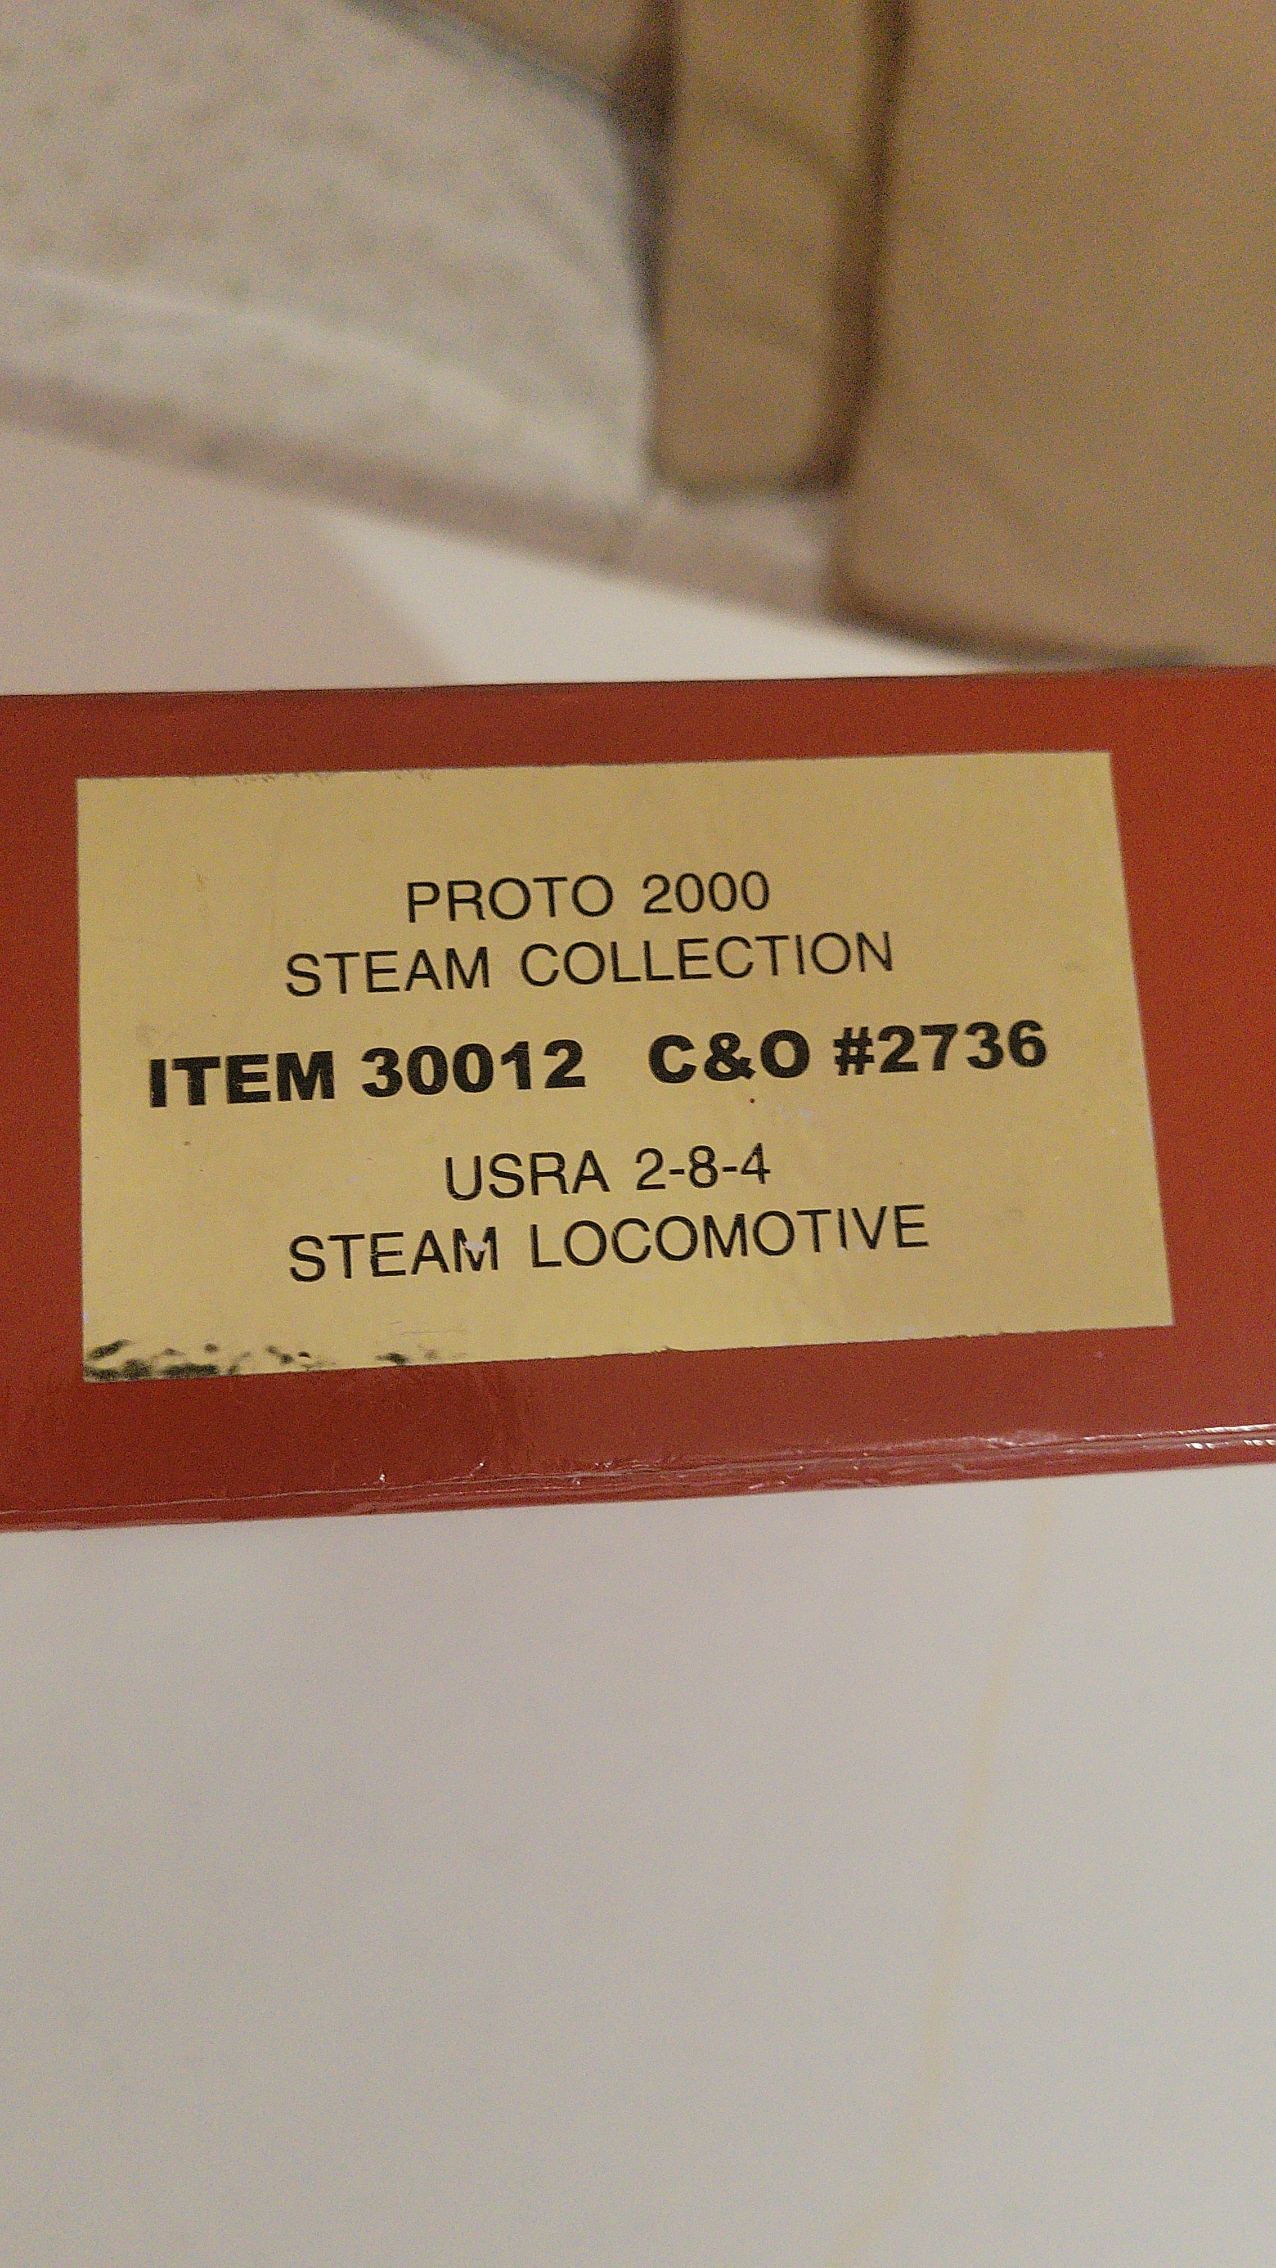 PROTO 2000
STEAM COLLECTION
ITEM 30012 C&O #2736
USRA 2-8-4
STEAM LOCOMOTIVE